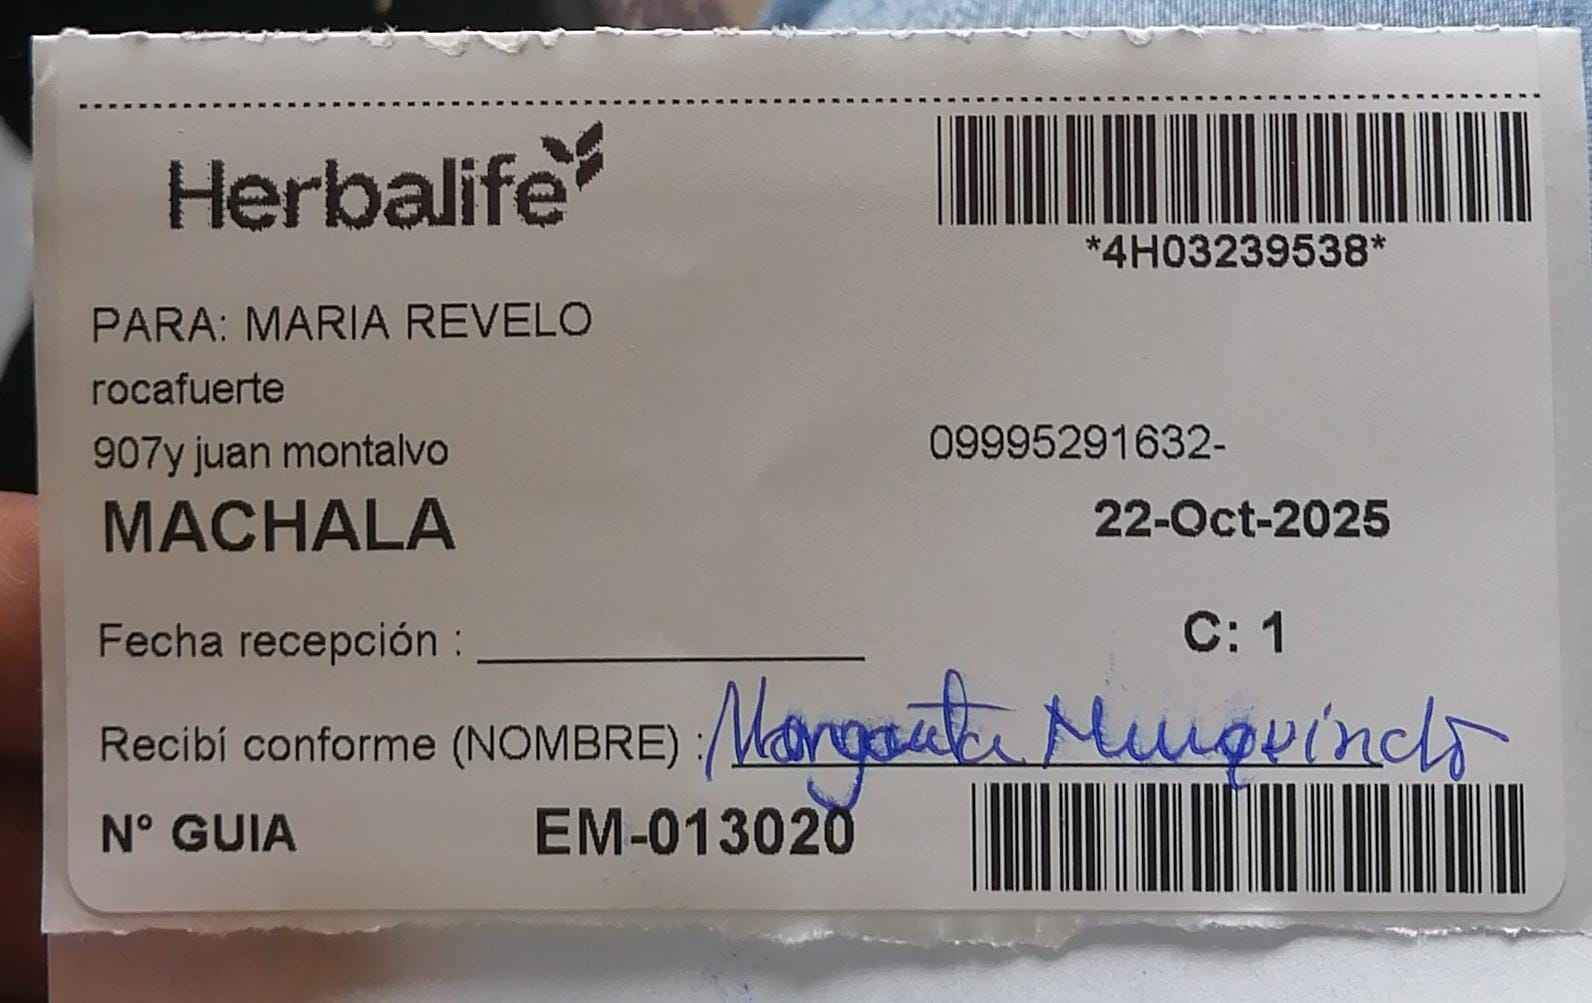 Herbalife
*4H03239538*
PARA: MARIA REVELO
rocafuerte
907y juan montalvo
09995291632-
MACHALA
22-Oct-2025
Fecha recepción :
C: 1
Recibí conforme (NOMBRE) : Margarita
N° GUIA EM-013020